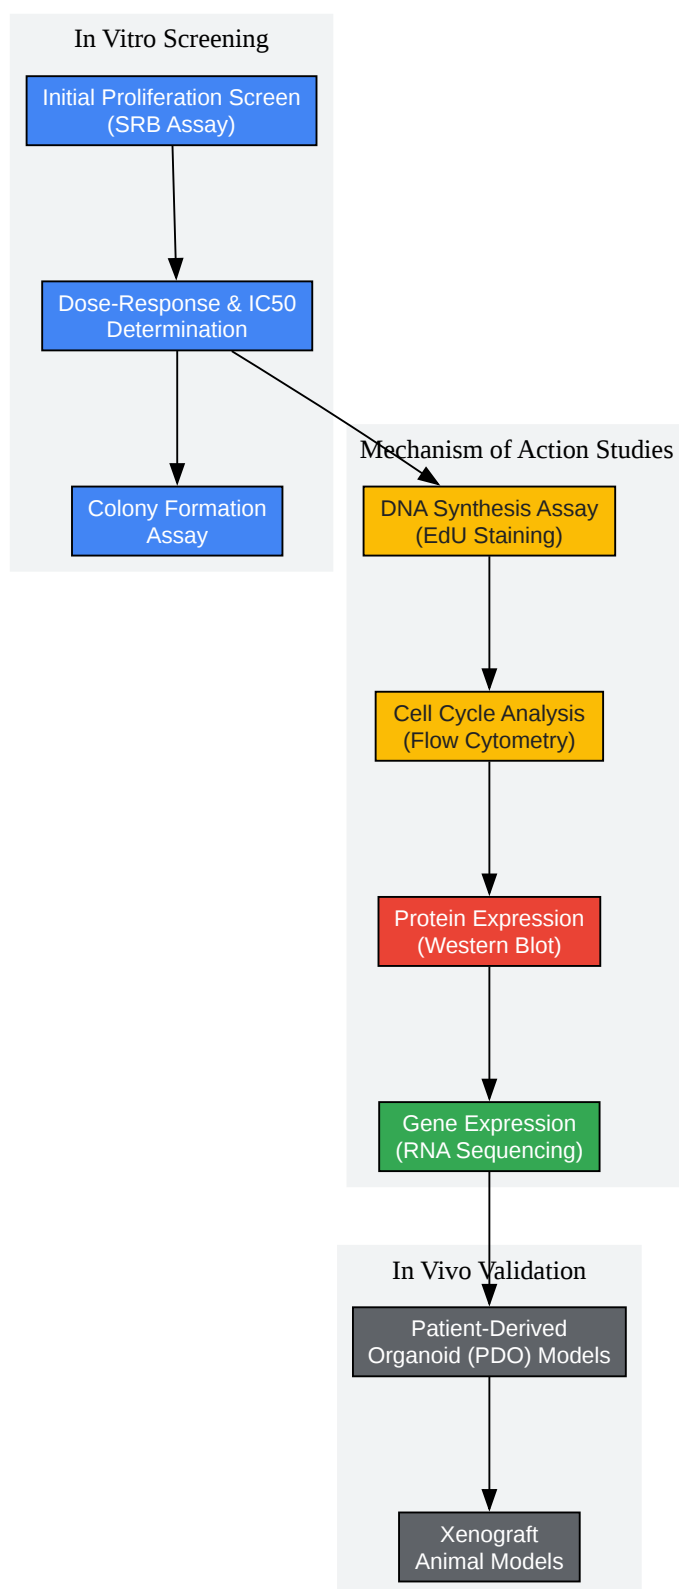 In Vitro Screening
Initial Proliferation Screen
(SRB Assay)
Dose-Response & IC50
Determination
Colony Formation
Assay
Mechanism of Action Studies
DNA Synthesis Assay
(EdU Staining)
Cell Cycle Analysis
(Flow Cytometry)
Protein Expression
(Western Blot)
Gene Expression
(RNA Sequencing)
In Vivo Validation
Patient-Derived
Organoid (PDO) Models
Xenograft
Animal Models